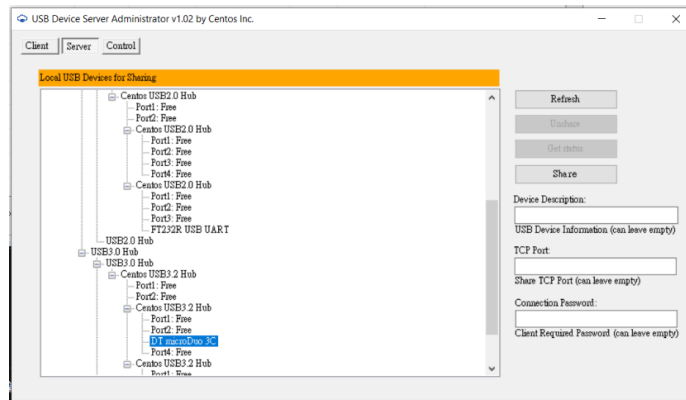 USB Device Server Administrator v1.02 by Centos Inc.
Client Server Control
Local USB Devices for Sharing
Centos USB2.0 Hub
Port1: Free
Port2: Free
Centos USB2.0 Hub
Port1: Free
Port2: Free
Port3: Free
Port4: Free
Centos USB2.0 Hub
Port1: Free
Port2: Free
Port3: Free
FT232R USB UART
USB2.0 Hub
USB3.0 Hub
USB3.0 Hub
Centos USB3.2 Hub
Port1: Free
Port2: Free
Centos USB3.2 Hub
Port1: Free
Port2: Free
DT microDuo 3C
Port4: Free
Centos USB3.2 Hub
Port1: Free
Refresh
Unshare
Get status
Share
Device Description:
USB Device Information (can leave empty)
TCP Port:
Share TCP Port (can leave empty)
Connection Password:
Client Required Password (can leave empty)